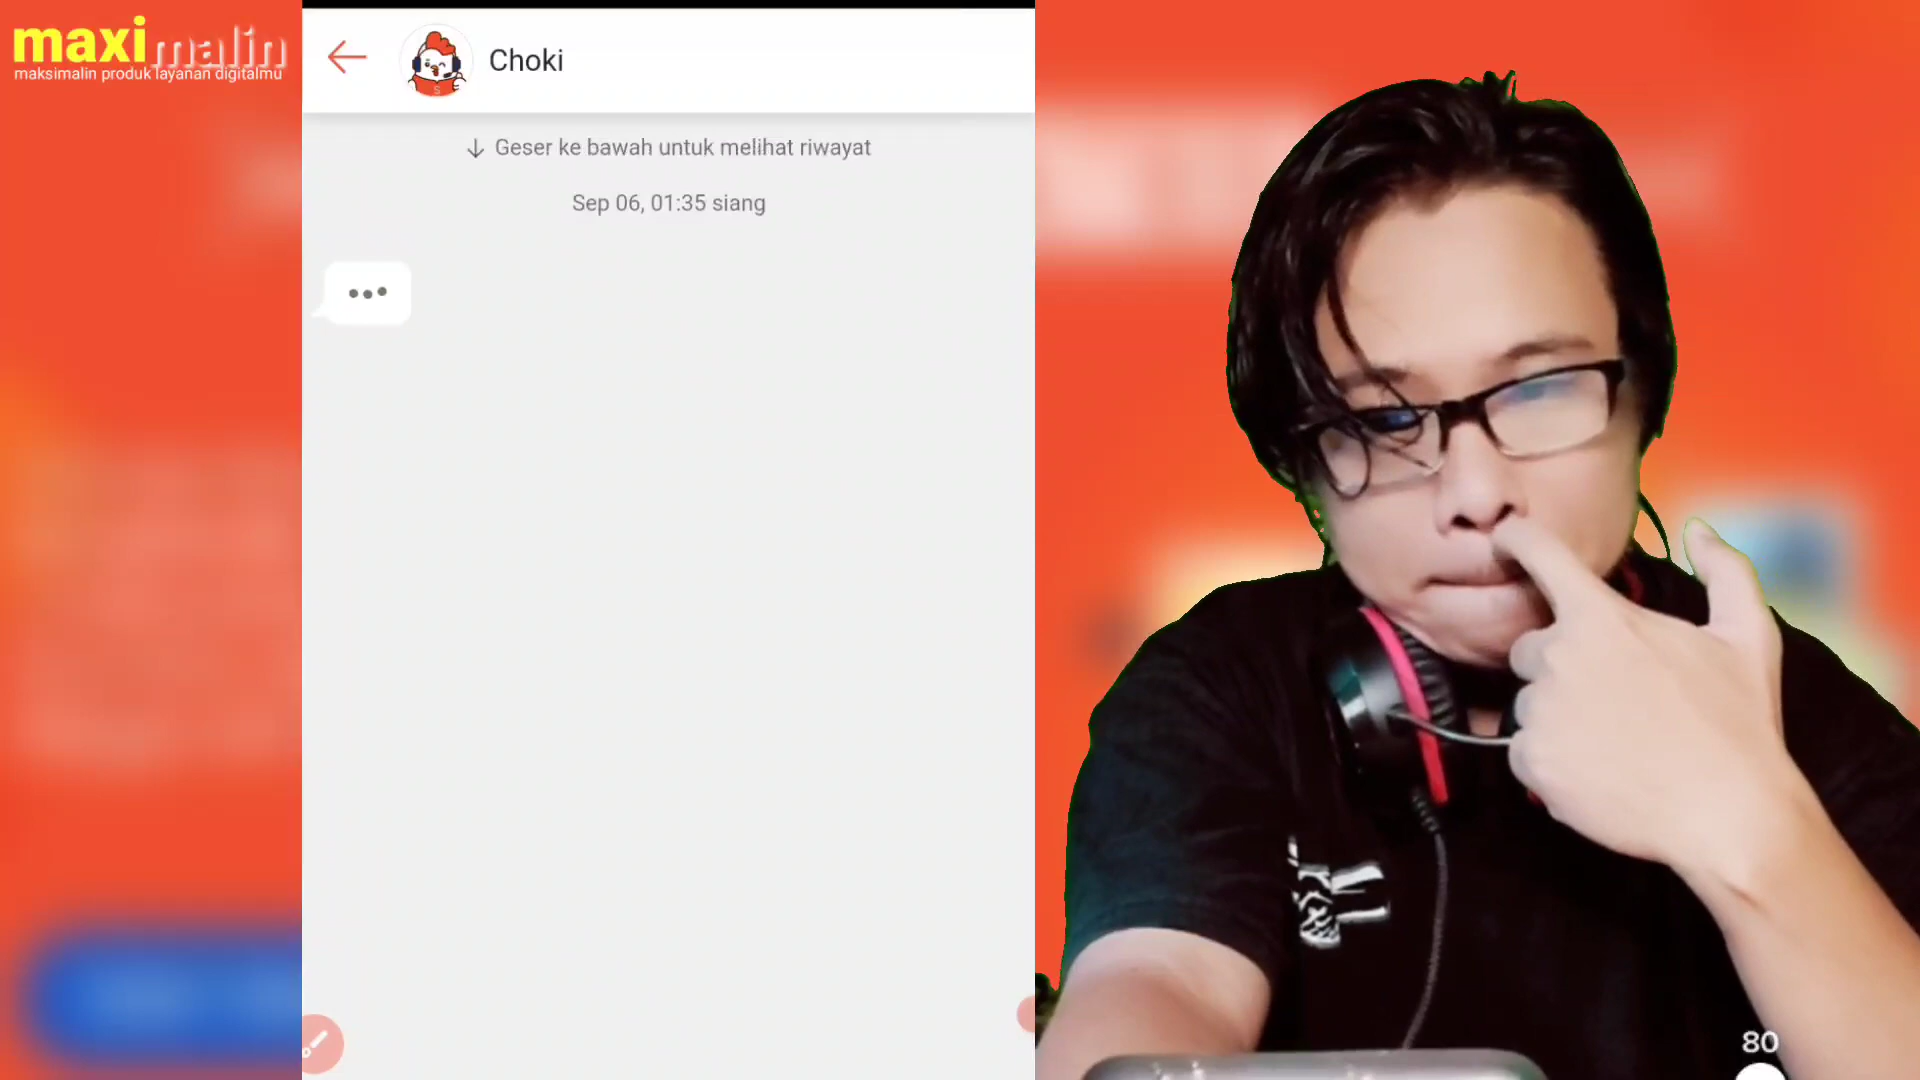 maximalin
maksimalin produk layanan digitalmu
Choki
↓ Geser ke bawah untuk melihat riwayat
Sep 06, 01:35 siang
S
80